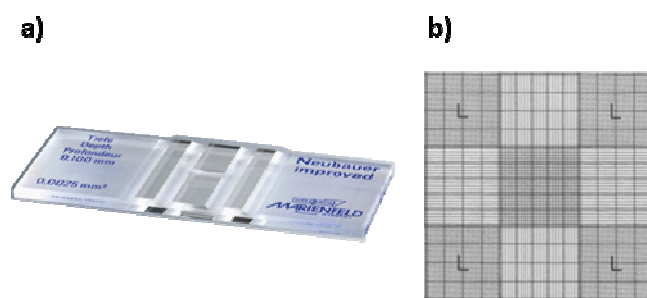 a)
b)
Tiefe
Depth
Profondeur
0.100 mm
0.0025 mm²
Neubauer
improved
MARIENFELD
L
L
L
L